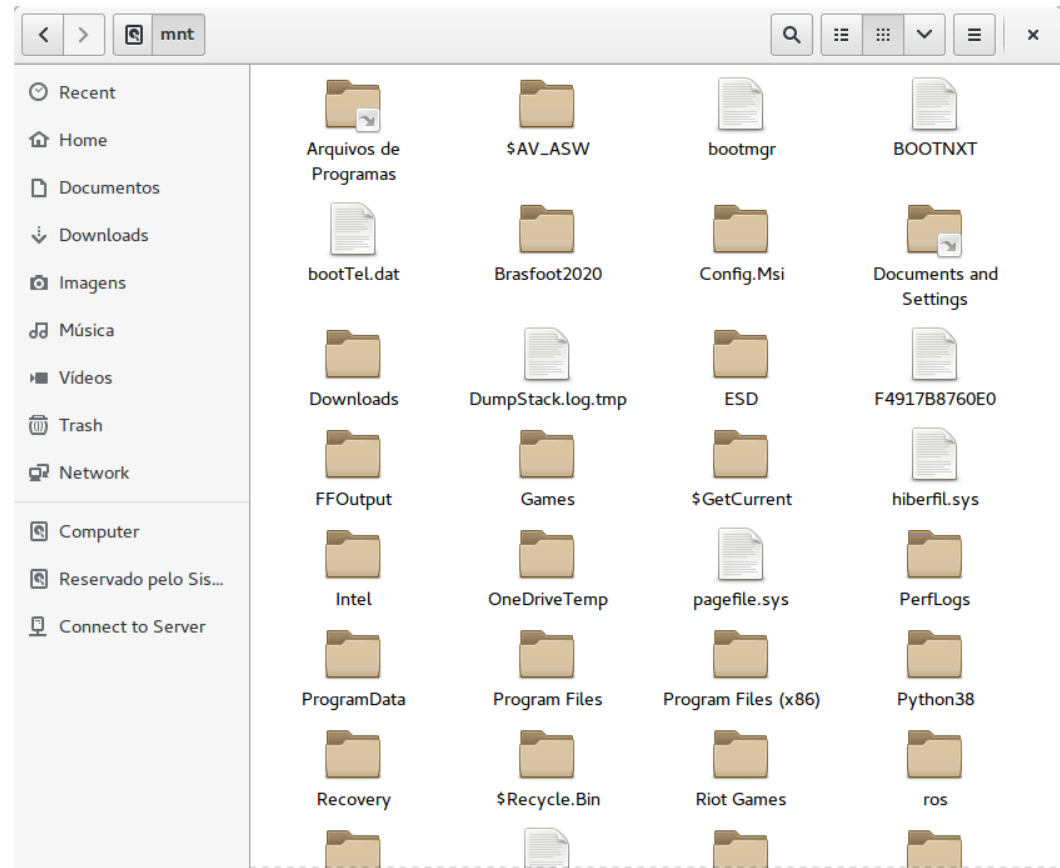 mnt
Recent
Home
Documentos
Downloads
Imagens
Música
Vídeos
Trash
Network
Computer
Reservado pelo Sis...
Connect to Server
Arquivos de
Programas
$AV_ASW
bootmgr
BOOTNXT
bootTel.dat
Brasfoot2020
Config.Msi
Documents and
Settings
Downloads
DumpStack.log.tmp
ESD
F4917B8760E0
FFOutput
Games
$GetCurrent
hiberfil.sys
Intel
OneDriveTemp
pagefile.sys
PerfLogs
ProgramData
Program Files
Program Files (x86)
Python38
Recovery
$Recycle.Bin
Riot Games
ros